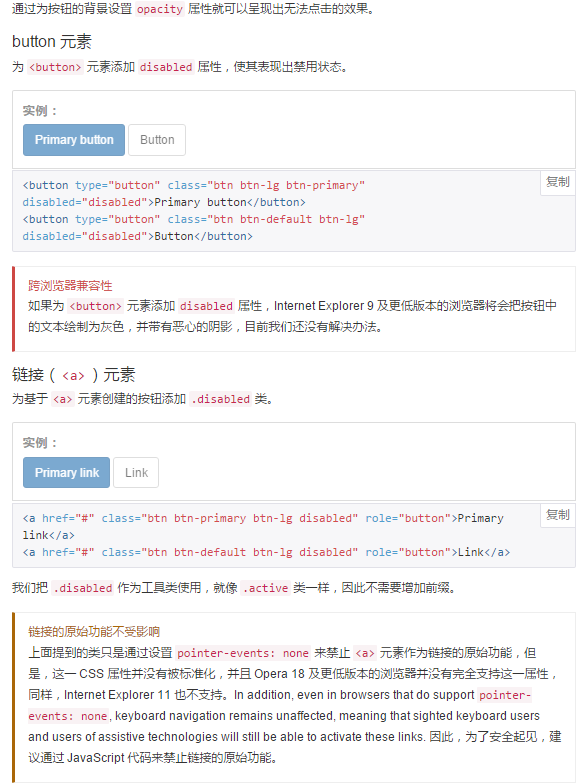 通过为按钮的背景设置 opacity 属性就可以呈现出无法点击的效果。
button 元素
为 <button> 元素添加 disabled 属性，使其表现出禁用状态。
实例：
Primary button Button
复制
<button type="button" class="btn btn-lg btn-primary"
disabled="disabled">Primary button</button>
<button type="button" class="btn btn-default btn-lg"
disabled="disabled">Button</button>
跨浏览器兼容性
如果为 <button> 元素添加 disabled 属性，Internet Explorer 9 及更低版本的浏览器将会把按钮中
的文本绘制为灰色，并带有恶心的阴影，目前我们还没有解决办法。
链接（ <a> ）元素
为基于 <a> 元素创建的按钮添加 .disabled 类。
实例：
Primary link Link
复制
<a href="#" class="btn btn-primary btn-lg disabled" role="button">Primary
link</a>
<a href="#" class="btn btn-default btn-lg disabled" role="button">Link</a>
我们把 .disabled 作为工具类使用，就像 .active 类一样，因此不需要增加前缀。
链接的原始功能不受影响
上面提到的类只是通过设置 pointer-events: none 来禁止 <a> 元素作为链接的原始功能，但
是，这一 CSS 属性并没有被标准化，并且 Opera 18 及更低版本的浏览器并没有完全支持这一属性，
同样，Internet Explorer 11 也不支持。In addition, even in browsers that do support pointer-
events: none, keyboard navigation remains unaffected, meaning that sighted keyboard users
and users of assistive technologies will still be able to activate these links. 因此，为了安全起见，建
议通过 JavaScript 代码来禁止链接的原始功能。